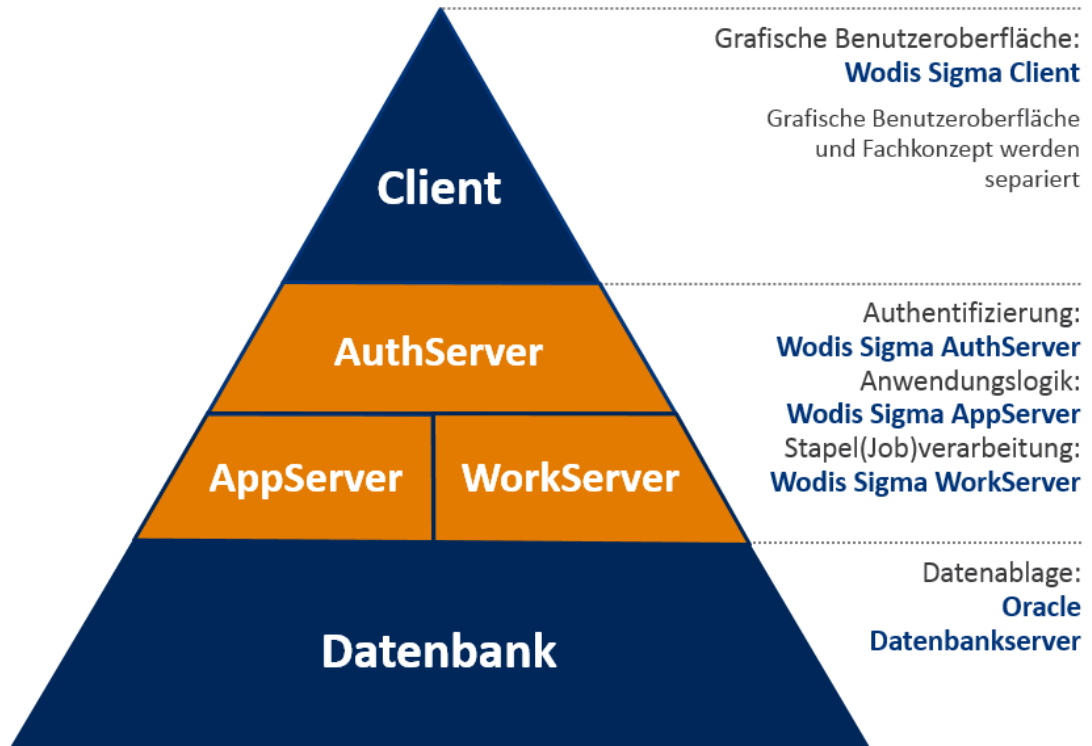 Grafische Benutzeroberfläche:
Wodis Sigma Client
Grafische Benutzeroberfläche
und Fachkonzept werden
separiert
Client
Authentifizierung:
Wodis Sigma AuthServer
Anwendungslogik:
Wodis Sigma AppServer
Stapel(Job)verarbeitung:
Wodis Sigma WorkServer
AuthServer
AppServer
WorkServer
Datenablage:
Oracle
Datenbankserver
Datenbank